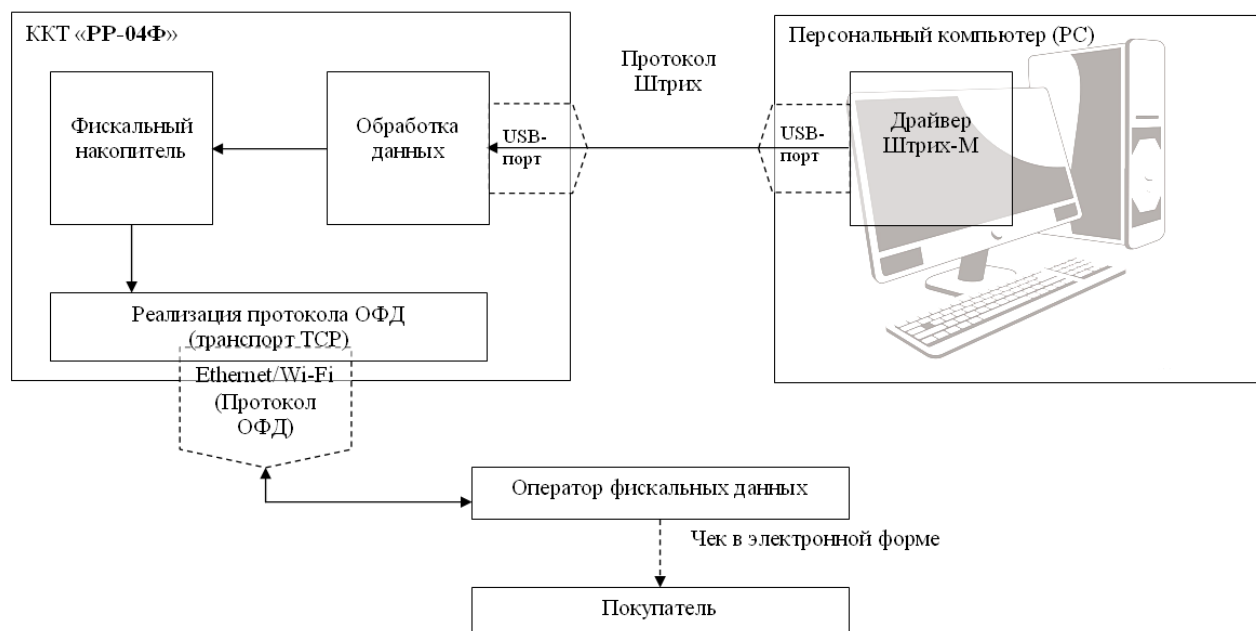 ККТ «РР-04Ф»
Фискальный
накопитель
Обработка
данных
USB-
порт
Протокол
Штрих
Персональный компьютер (PC)
USB-
порт
Драйвер
Штрих-М
Реализация протокола ОФД
(транспорт TCP)
Ethernet/Wi-Fi
(Протокол
ОФД)
Оператор фискальных данных
Чек в электронной форме
Покупатель